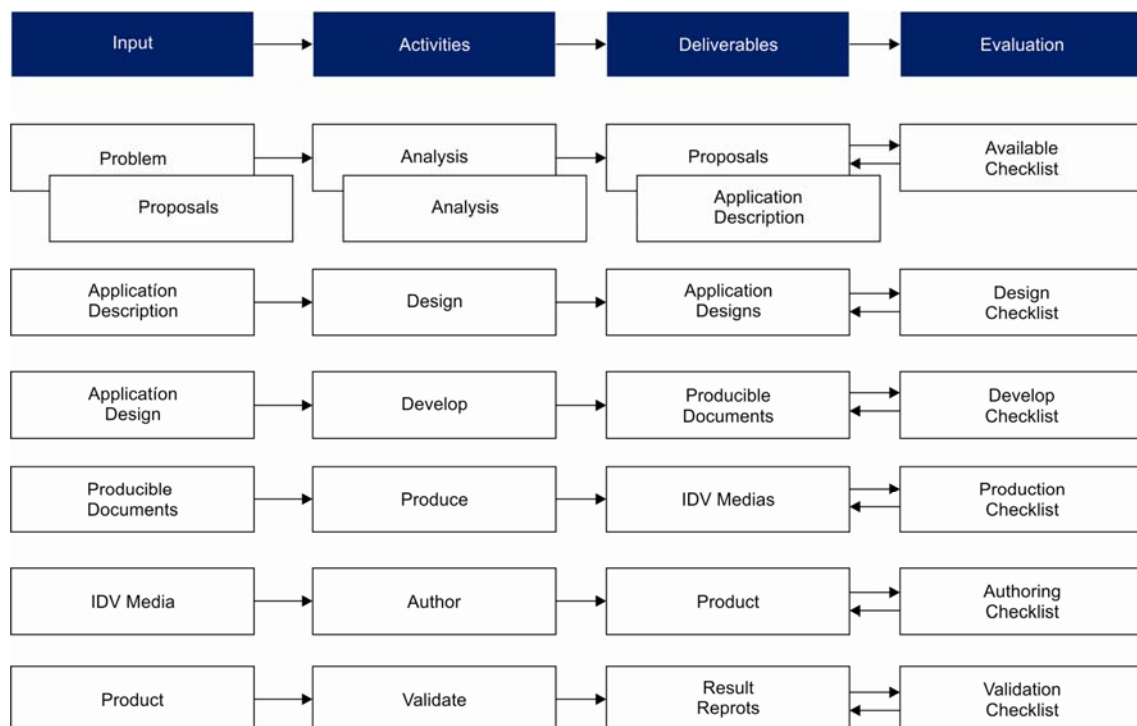 Input
Activities
Deliverables
Evaluation
Problem
Analysis
Proposals
Available
Checklist
Proposals
Analysis
Application
Description
Applicatíon
Description
Design
Application
Designs
Design
Checklist
Applicatíon
Design
Develop
Producible
Documents
Develop
Checklist
Producible
Documents
Produce
IDV Medias
Production
Checklist
IDV Media
Author
Product
Authoring
Checklist
Product
Validate
Result
Reprots
Validation
Checklist